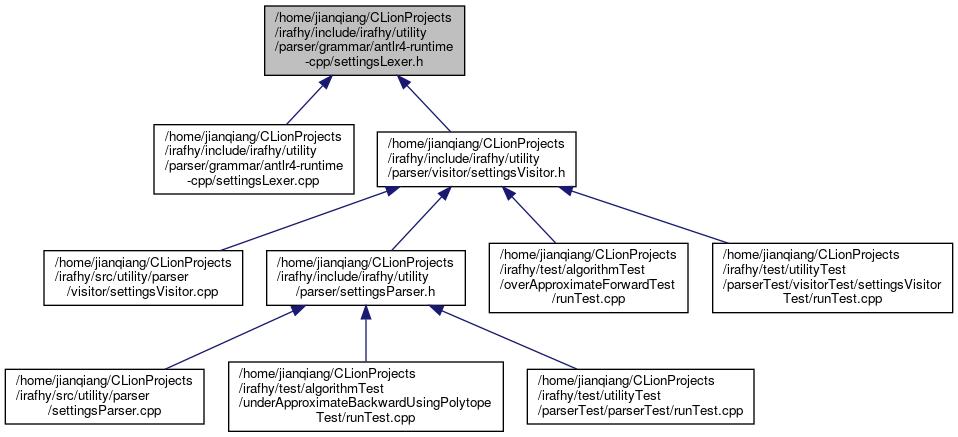 /home/jianqiang/CLionProjects
/irafhy/include/irafhy/utility
/parser/grammar/antlr4-runtime
-cpp/settingsLexer.h
/home/jianqiang/CLionProjects
/irafhy/include/irafhy/utility
/parser/grammar/antlr4-runtime
-cpp/settingsLexer.cpp
/home/jianqiang/CLionProjects
/irafhy/include/irafhy/utility
/parser/visitor/settingsVisitor.h
/home/jianqiang/CLionProjects
/irafhy/src/utility/parser
/visitor/settingsVisitor.cpp
/home/jianqiang/CLionProjects
/irafhy/include/irafhy/utility
/parser/settingsParser.h
/home/jianqiang/CLionProjects
/irafhy/test/algorithmTest
/overApproximateForwardTest
/runTest.cpp
/home/jianqiang/CLionProjects
/irafhy/test/utilityTest
/parserTest/visitorTest/settingsVisitor
Test/runTest.cpp
/home/jianqiang/CLionProjects
/irafhy/src/utility/parser
/settingsParser.cpp
/home/jianqiang/CLionProjects
/irafhy/test/algorithmTest
/underApproximateBackwardUsingPolytope
Test/runTest.cpp
/home/jianqiang/CLionProjects
/irafhy/test/utilityTest
/parserTest/parserTest/runTest.cpp